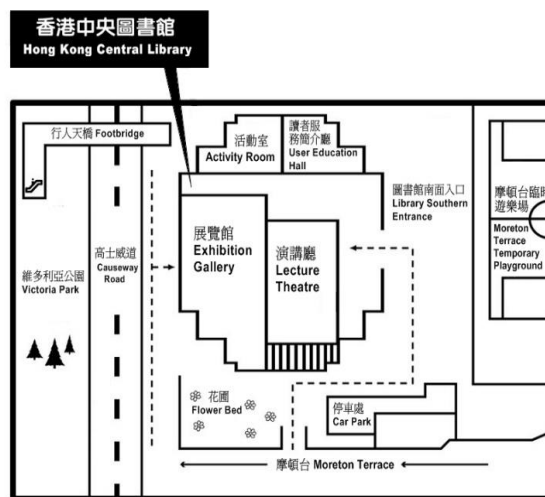 香港中央圖書館
Hong Kong Central Library
行人天橋 Footbridge
活動室
Activity Room
讀者服
務簡介廳
User Education
Hall
圖書館南面入口
Library Southern
Entrance
摩頓台臨時
遊樂場
Moreton
Terrace
Temporary
Playground
展覽館
Exhibition
Gallery
演講廳
Lecture
Theatre
高士威道
Causeway
Road
維多利亞公園
Victoria Park
花圃
Flower Bed
停車處
Car Park
摩頓台 Moreton Terrace